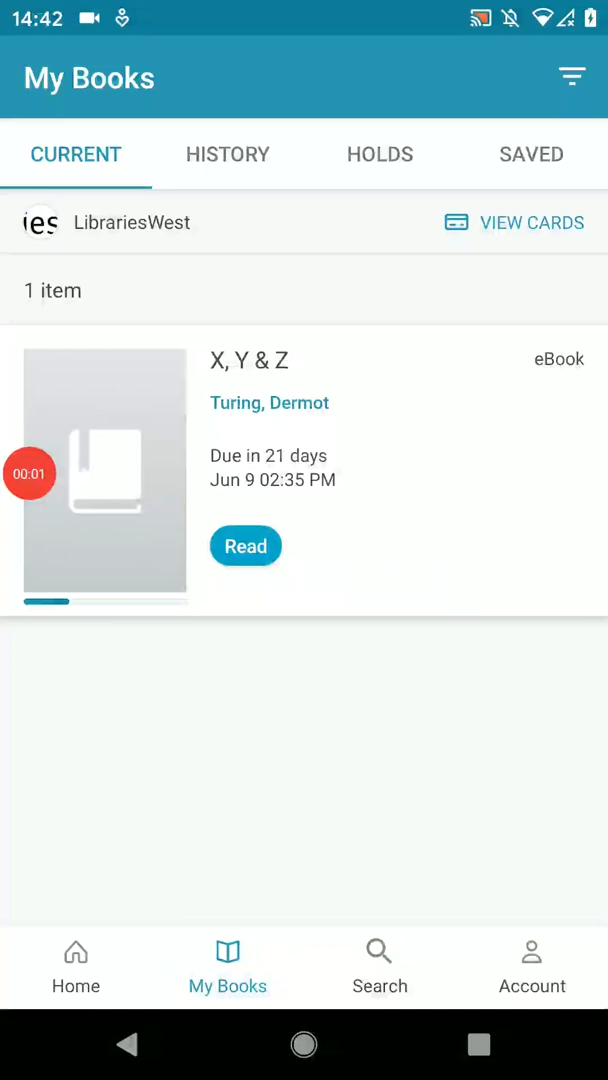 14:42
My Books
CURRENT HISTORY HOLDS SAVED
ies LibrariesWest VIEW CARDS
1 item
X, Y & Z eBook
Turing, Dermot
Due in 21 days
Jun 9 02:35 PM
00:01
Read
Home My Books Search Account